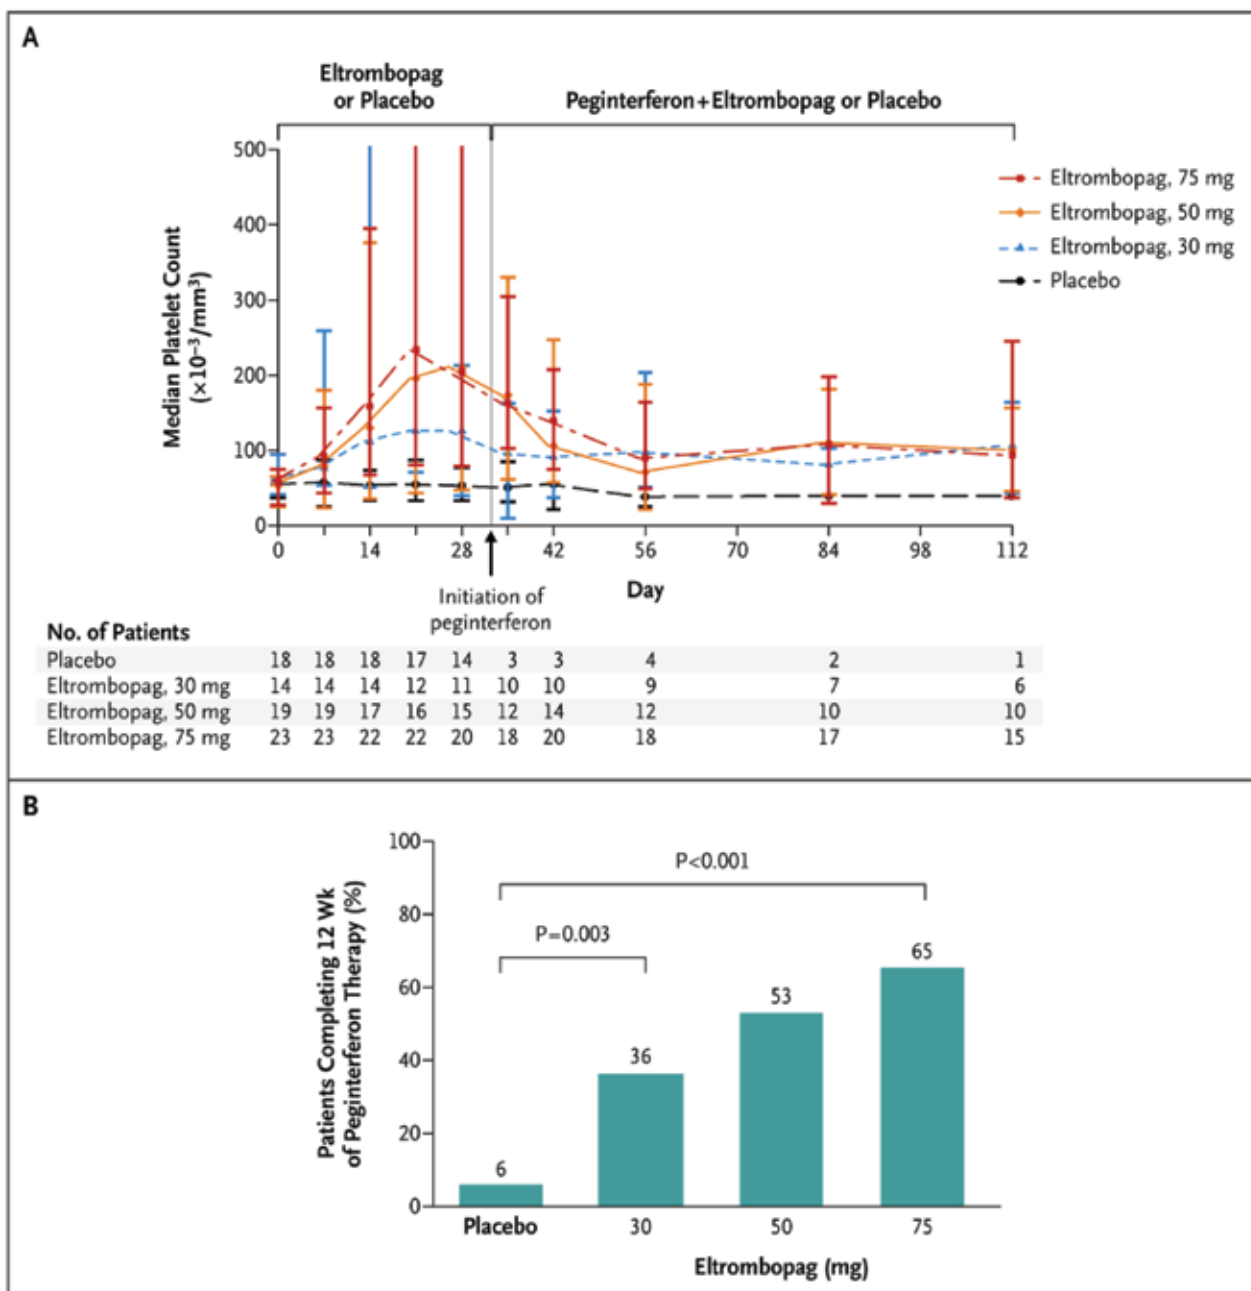 A
Eltrombopag
or Placebo
Peginterferon+Eltrombopag or Placebo
500
400
300
200
100
0
Median Platelet Count
(×10⁻³/mm³)
Eltrombopag, 75 mg
Eltrombopag, 50 mg
Eltrombopag, 30 mg
Placebo
0 14 28 42 56 70 84 98 112
Day
Initiation of
peginterferon
No. of Patients
Placebo 18 18 18 17 14 3 3 4 2 1
Eltrombopag, 30 mg 14 14 14 12 11 10 10 9 7 6
Eltrombopag, 50 mg 19 19 17 16 15 12 14 12 10 10
Eltrombopag, 75 mg 23 23 22 22 20 18 20 18 17 15
B
100
80
60
40
20
0
Patients Completing 12 Wk
of Peginterferon Therapy (%)
P<0.001
P=0.003
6
36
53
65
Placebo 30 50 75
Eltrombopag (mg)